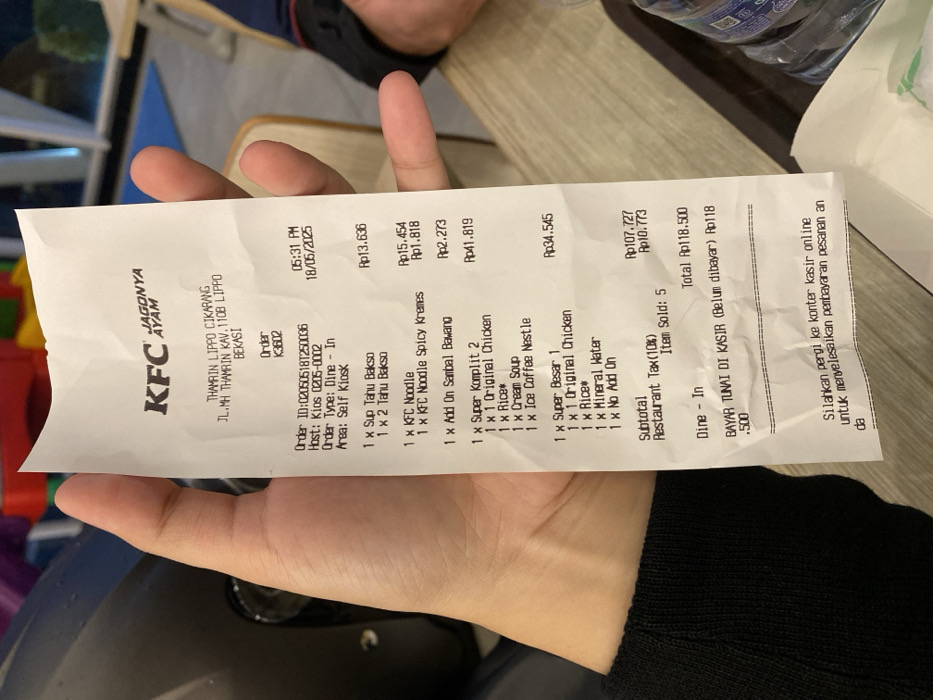 KFC JAGONYA AYAM
THAMRIN LIPPO CIKARANG
JL.MH THAMRIN KAV.110B LIPPO
BEKASI
Order
K3602
Order ID:0205051812S0036
Host: Kios 0205-0002 05:31 PM
Order Type: Dine - In 18/05/2025
Area: Self Kiosk
1 x Sup Tahu Bakso Rp13.636
1 x 2 Tahu Bakso
1 x KFC Noodle Rp15.454
1 x KFC Noodle Spicy Kremes Rp1.818
1 x Add On Sambal Bawang Rp2.273
1 x Super Komplit 2 Rp41.819
1 x 1 Original Chicken
1 x Rice*
1 x Cream Soup
1 x Ice Coffee Nestle
1 x Super Besar 1 Rp34.545
1 x 1 Original Chicken
1 x Rice*
1 x Mineral Water
1 x No Add On
Subtotal Rp107.727
Restaurant Tax(10%) Rp10.773
Item Sold: 5
Dine - In Total Rp118.500
BAYAR TUNAI DI KASIR (Belum dibayar) Rp118
.500
Silahkan pergi ke konter kasir online
untuk menyelesaikan pembayaran pesanan an
da